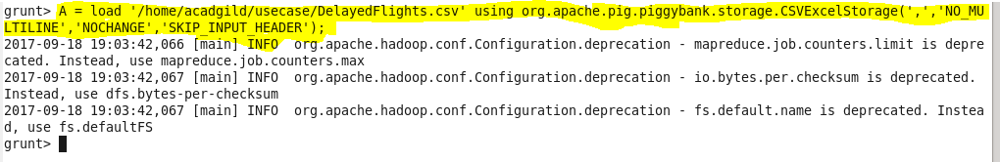 grunt> A = load '/home/acadgild/usecase/DelayedFlights.csv' using org.apache.pig.piggybank.storage.CSVExcelStorage(',','NO_MU
LTILINE','NOCHANGE','SKIP_INPUT_HEADER');
2017-09-18 19:03:42,066 [main] INFO  org.apache.hadoop.conf.Configuration.deprecation - mapreduce.job.counters.limit is depre
cated. Instead, use mapreduce.job.counters.max
2017-09-18 19:03:42,067 [main] INFO  org.apache.hadoop.conf.Configuration.deprecation - io.bytes.per.checksum is deprecated.
Instead, use dfs.bytes-per-checksum
2017-09-18 19:03:42,067 [main] INFO  org.apache.hadoop.conf.Configuration.deprecation - fs.default.name is deprecated. Instea
d, use fs.defaultFS
grunt>